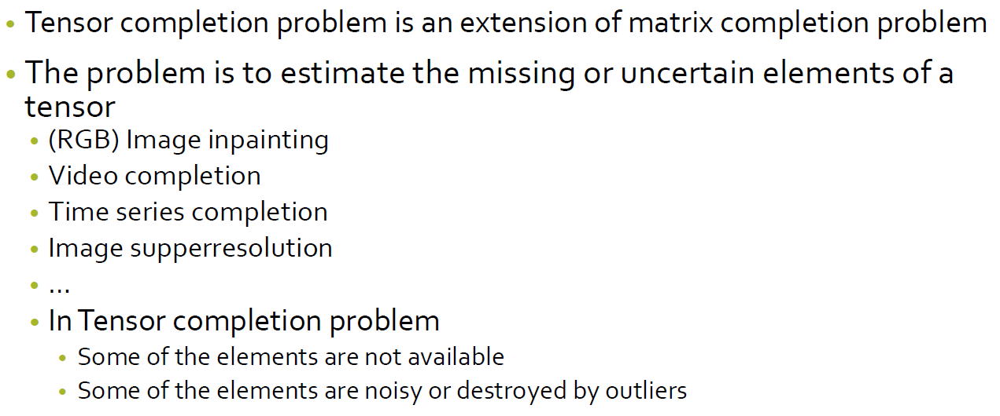 • Tensor completion problem is an extension of matrix completion problem
• The problem is to estimate the missing or uncertain elements of a
tensor
• (RGB) Image inpainting
• Video completion
• Time series completion
• Image supperresolution
• ...
• In Tensor completion problem
• Some of the elements are not available
• Some of the elements are noisy or destroyed by outliers